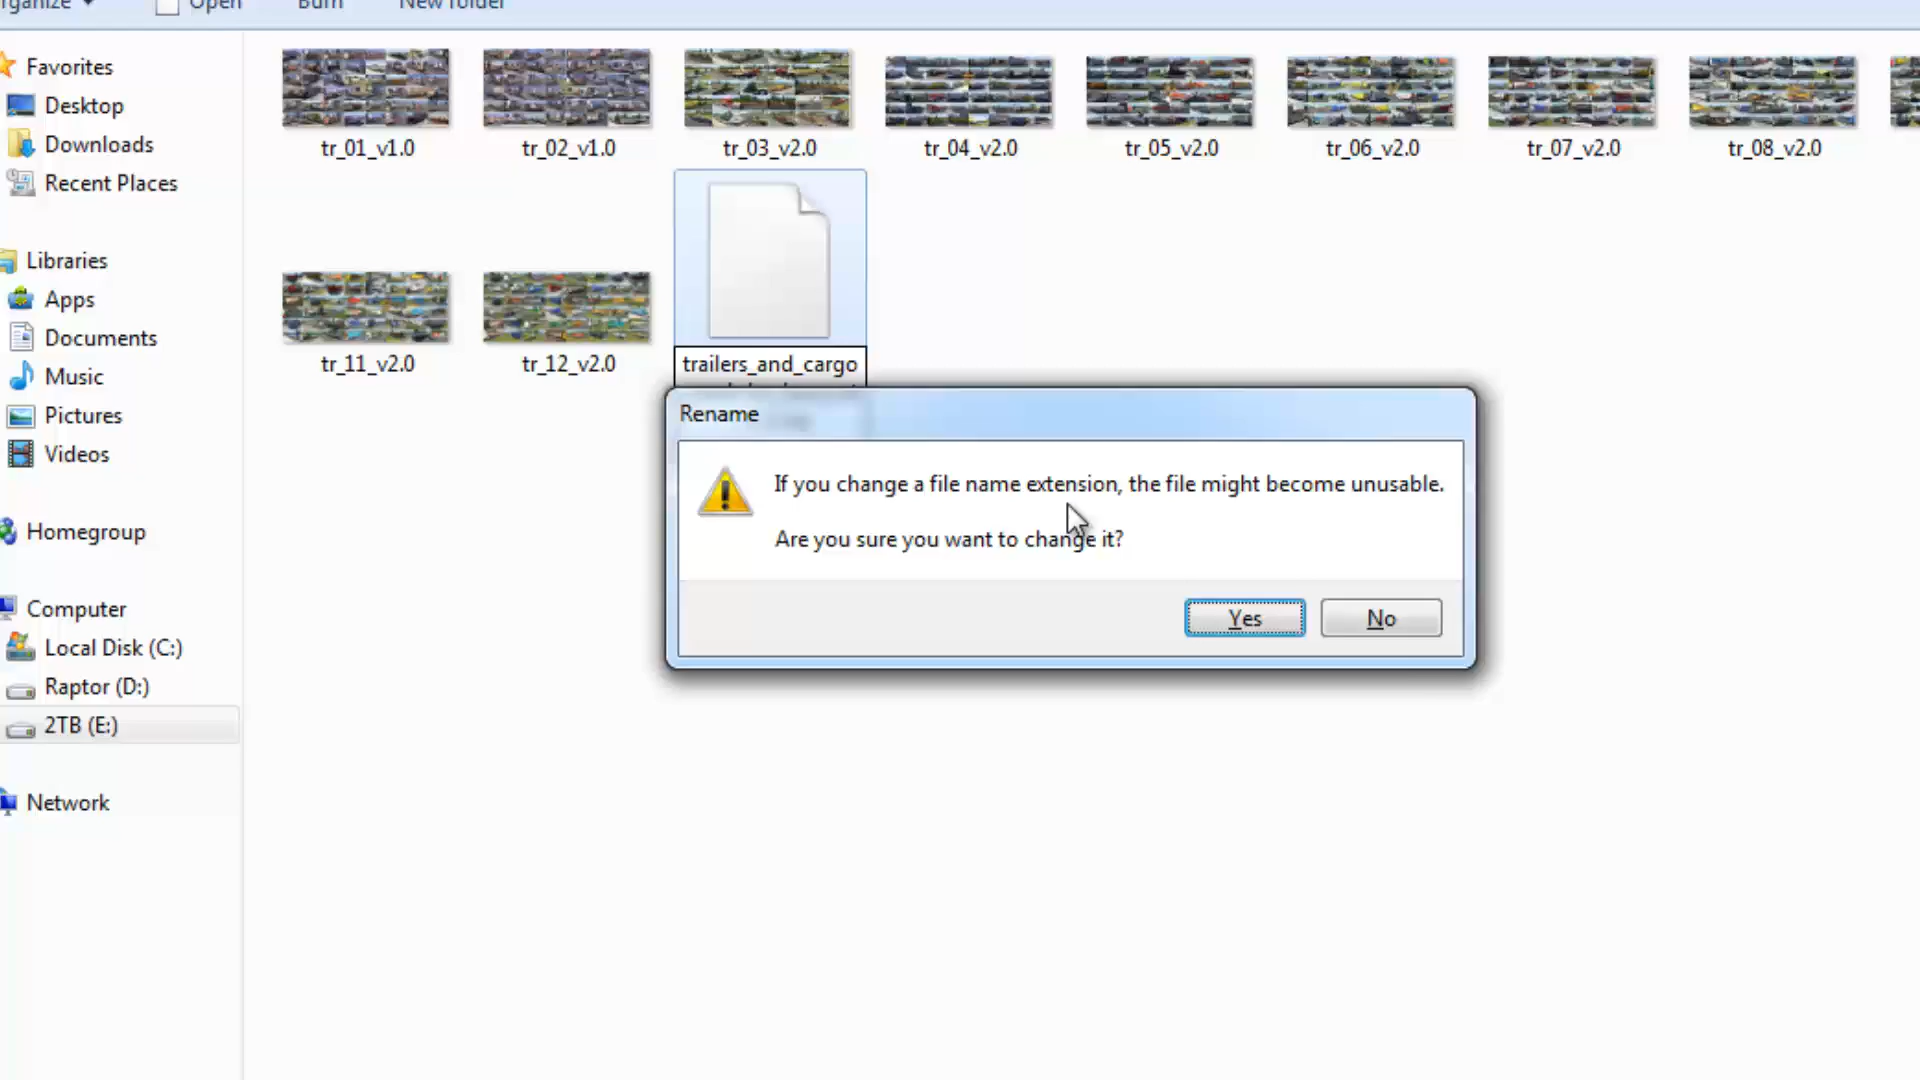 Open
Burn
New folder
Favorites
Desktop
Downloads
Recent Places
Libraries
Apps
Documents
Music
Pictures
Videos
Homegroup
Computer
Local Disk (C:)
Raptor (D:)
2TB (E:)
Network
tr_01_v1.0
tr_02_v1.0
tr_03_v2.0
tr_04_v2.0
tr_05_v2.0
tr_06_v2.0
tr_07_v2.0
tr_08_v2.0
tr_11_v2.0
tr_12_v2.0
trailers_and_cargo
Rename
If you change a file name extension, the file might become unusable.
Are you sure you want to change it?
Yes
No